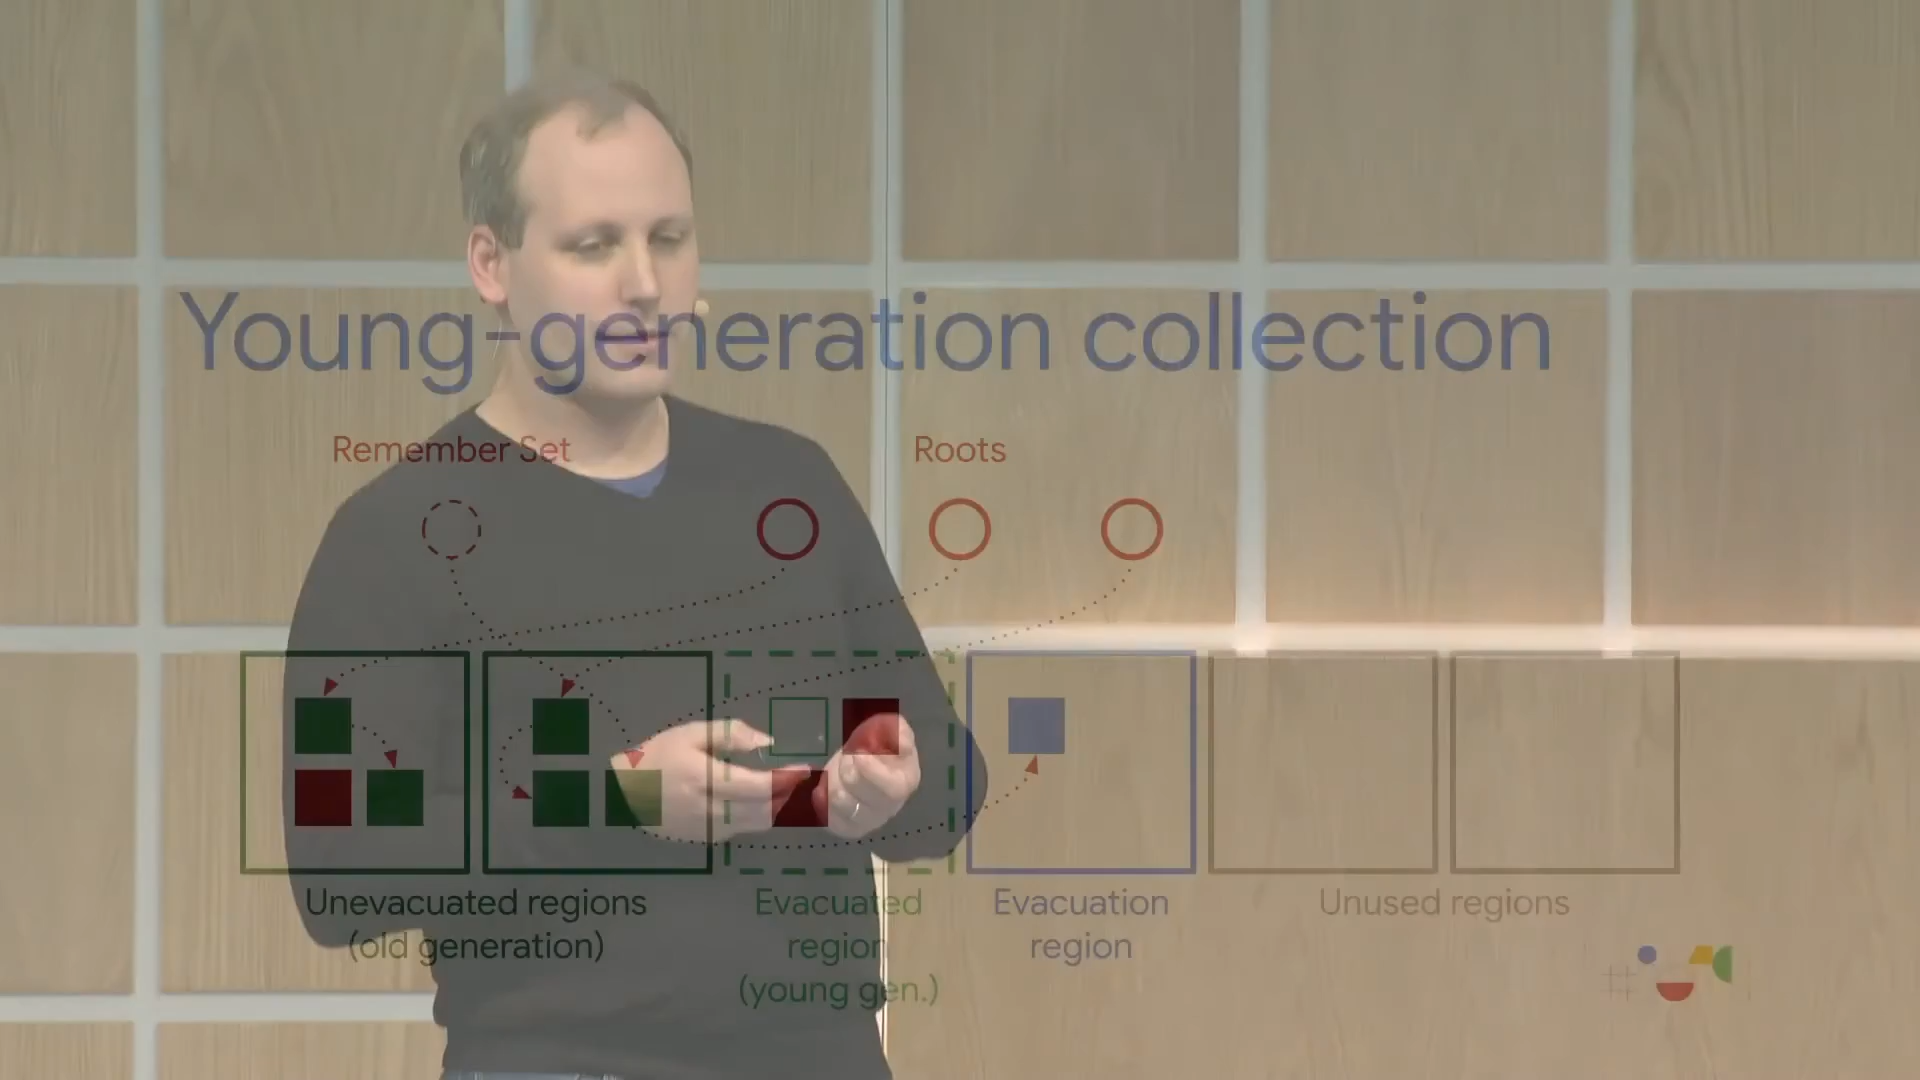 Young-generation collection
Remember Set
Roots
Unevacuated regions
(old generation)
Evacuated
region
(young gen.)
Evacuation
region
Unused regions